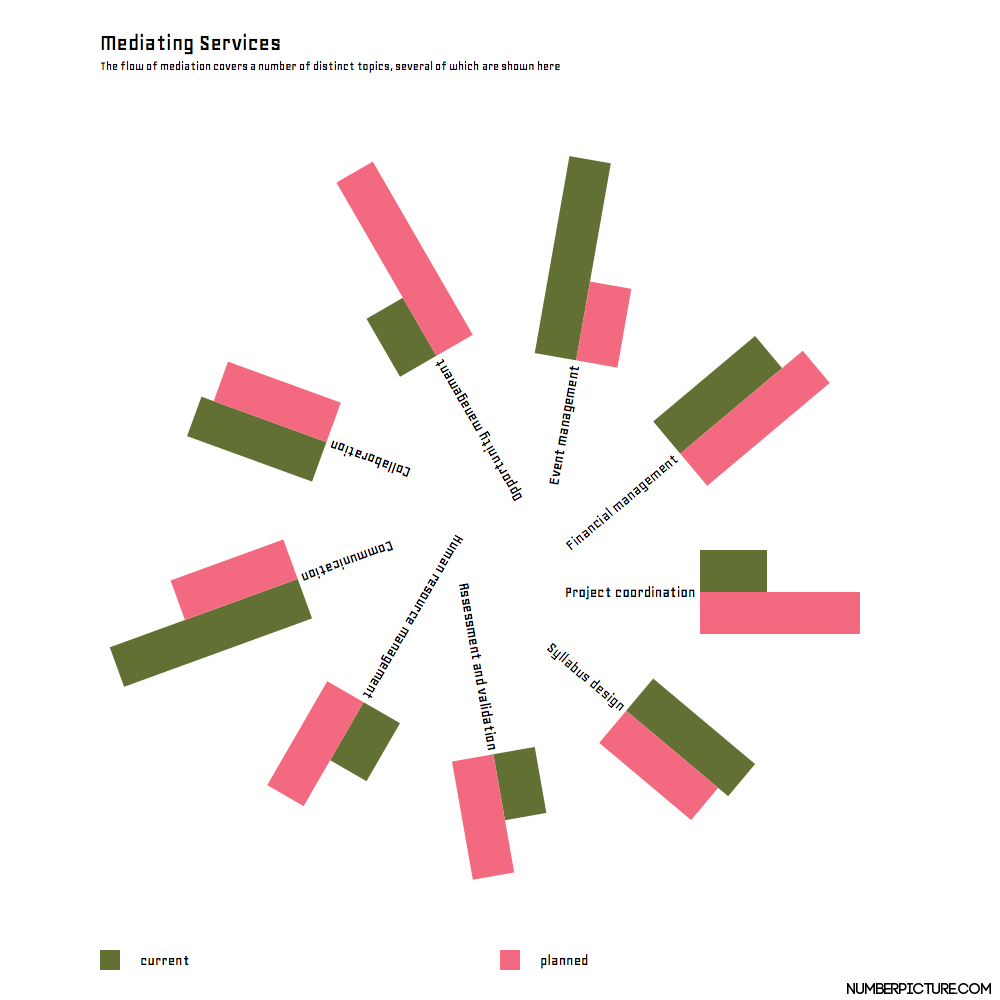 Mediating Services
The flow of mediation covers a number of distinct topics, several of which are shown here
Event management
Opportunity management
Financial management
Collaboration
Communication
Project coordination
Human resource management
Assessment and validation
Syllabus design
current
planned
NUMBERPICTURE.COM